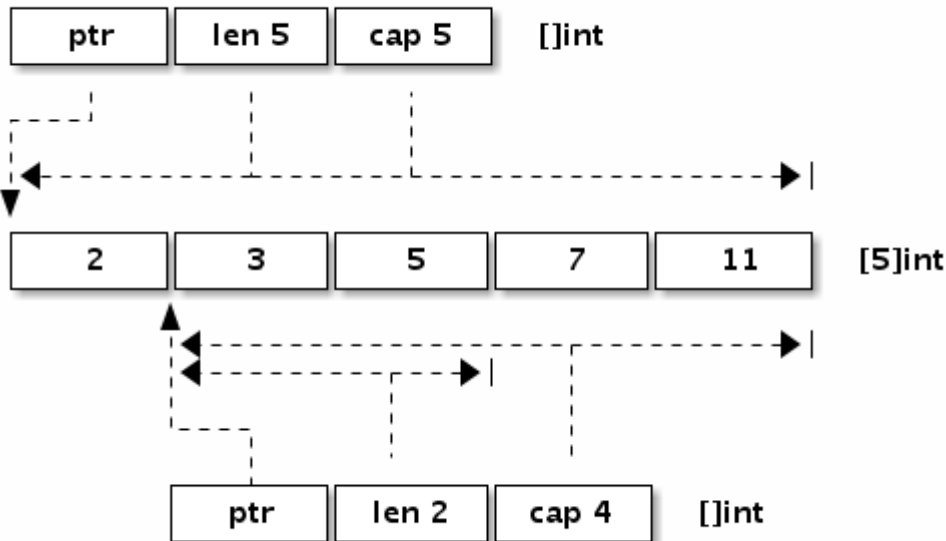 ptr len 5 cap 5 []int
2 3 5 7 11 [5]int
ptr len 2 cap 4 []int